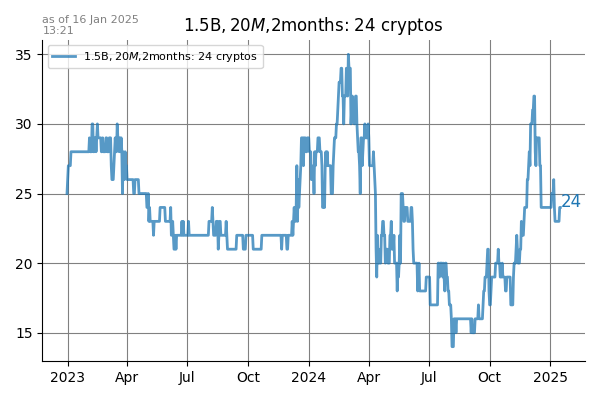 as of 16 Jan 2025
13:21
1.5B, 20M,2months: 24 cryptos
1.5B, 20M,2months: 24 cryptos
35
30
25
20
15
24
2023
Apr
Jul
Oct
2024
Apr
Jul
Oct
2025